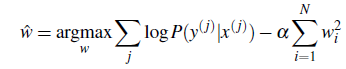 ŵ = argmax_w ∑_j log P(y^(j)|x^(j)) − α ∑_{i=1}^{N} w_i^2